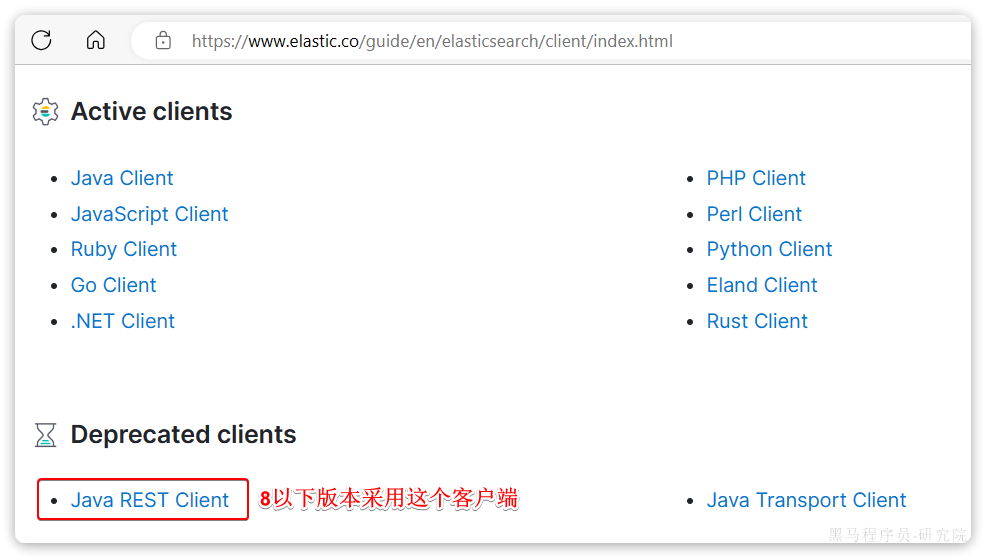 https://www.elastic.co/guide/en/elasticsearch/client/index.html
Active clients
Java Client
JavaScript Client
Ruby Client
Go Client
.NET Client
PHP Client
Perl Client
Python Client
Eland Client
Rust Client
Deprecated clients
Java REST Client 8以下版本采用这个客户端
Java Transport Client
黑马程序员-研究院